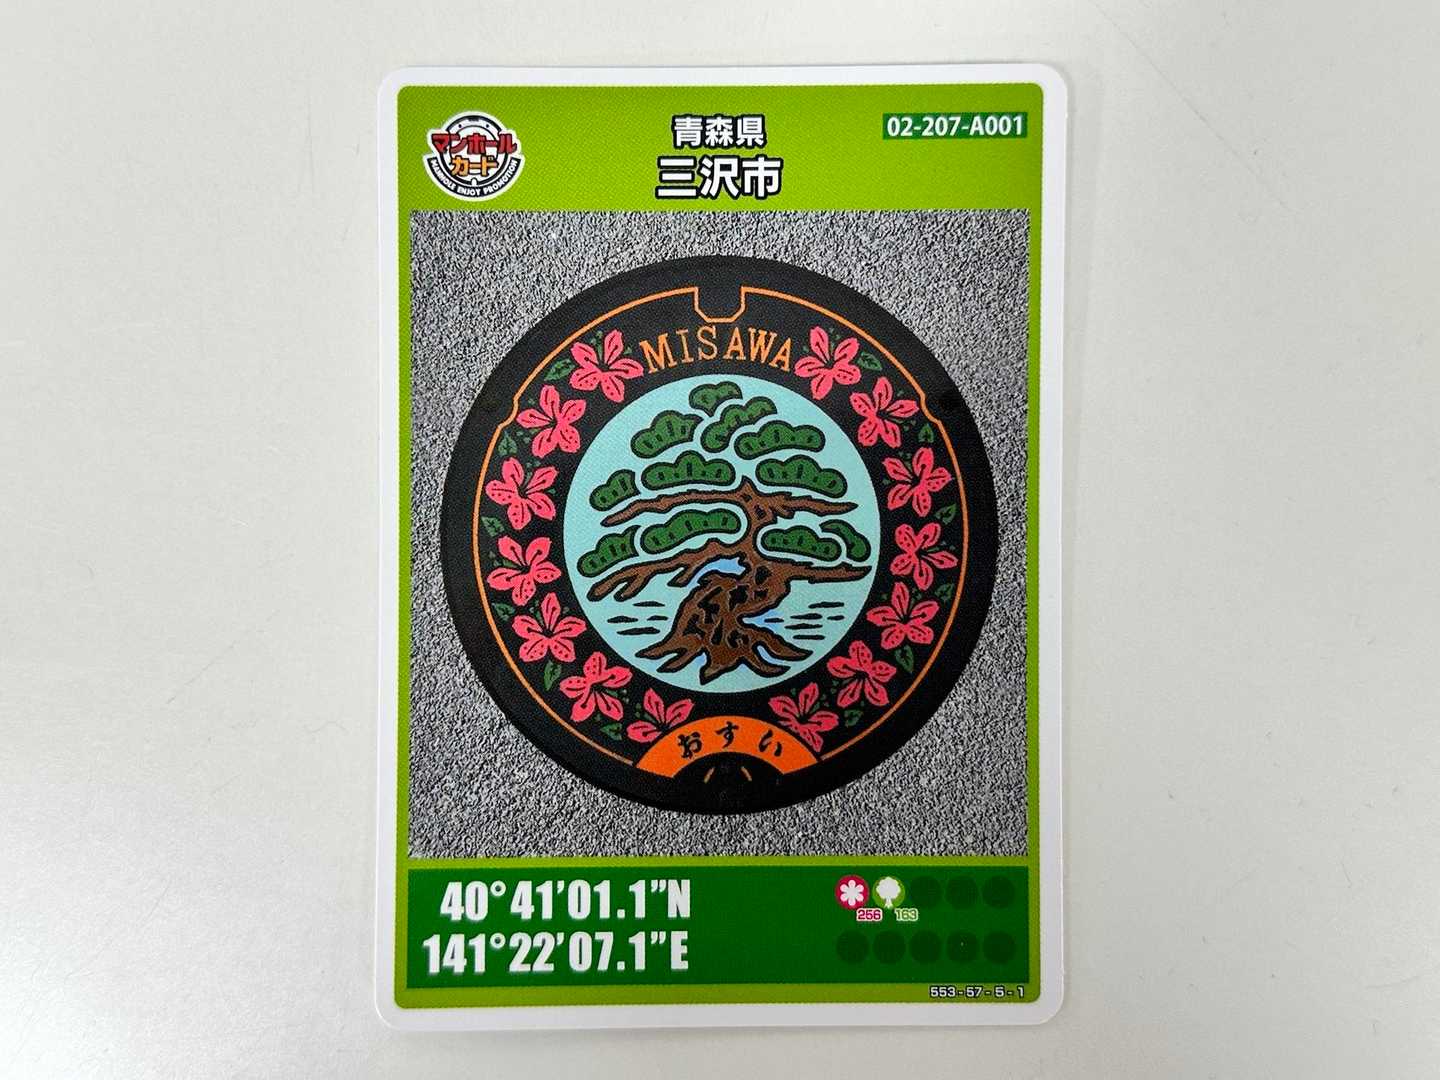 マンホール
カード
MANHOLE ENJOY PROMOTION
青森県
三沢市
02-207-A001
MISAWA
おすい
40°41'01.1"N
141°22'07.1"E
256
163
553-57-5-1